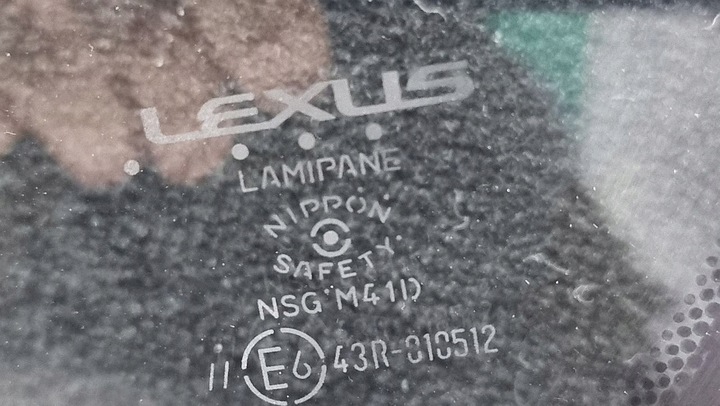 LEXUS
LAMIPANE
NIPPON
SAFETY
NSG M41D
II E6 43R-010512